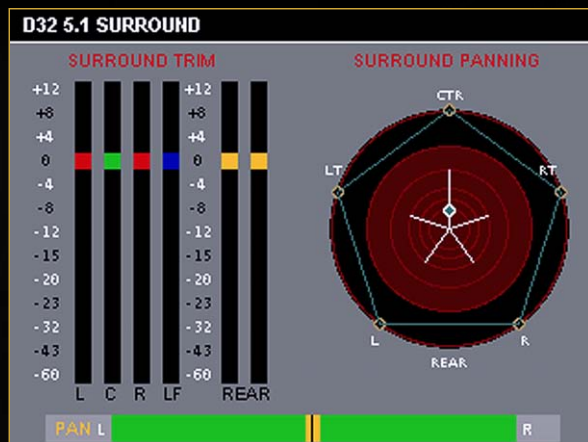 D32 5.1 SURROUND
SURROUND TRIM
+12 +12
+8 +8
+4 +4
0 0
-4 -4
-8 -8
-12 -12
-15 -15
-20 -20
-23 -23
-32 -32
-43 -43
-60 -60
L C R LF REAR
SURROUND PANNING
CTR
LT RT
L R
REAR
PAN L R